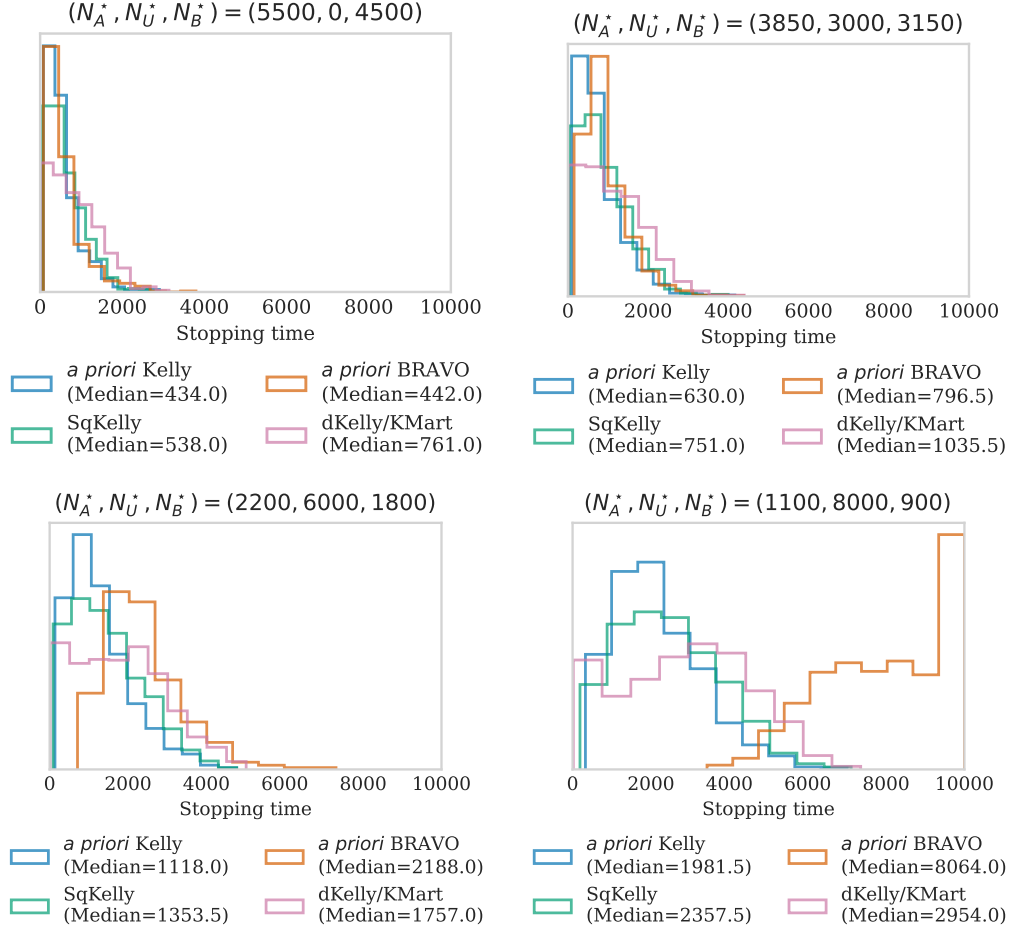 (N_A^⋆, N_U^⋆, N_B^⋆) = (5500, 0, 4500)
0 2000 4000 6000 8000 10000
Stopping time
a priori Kelly
(Median=434.0)
a priori BRAVO
(Median=442.0)
SqKelly
(Median=538.0)
dKelly/KMart
(Median=761.0)
(N_A^⋆, N_U^⋆, N_B^⋆) = (3850, 3000, 3150)
0 2000 4000 6000 8000 10000
Stopping time
a priori Kelly
(Median=630.0)
a priori BRAVO
(Median=796.5)
SqKelly
(Median=751.0)
dKelly/KMart
(Median=1035.5)
(N_A^⋆, N_U^⋆, N_B^⋆) = (2200, 6000, 1800)
0 2000 4000 6000 8000 10000
Stopping time
a priori Kelly
(Median=1118.0)
a priori BRAVO
(Median=2188.0)
SqKelly
(Median=1353.5)
dKelly/KMart
(Median=1757.0)
(N_A^⋆, N_U^⋆, N_B^⋆) = (1100, 8000, 900)
0 2000 4000 6000 8000 10000
Stopping time
a priori Kelly
(Median=1981.5)
a priori BRAVO
(Median=8064.0)
SqKelly
(Median=2357.5)
dKelly/KMart
(Median=2954.0)